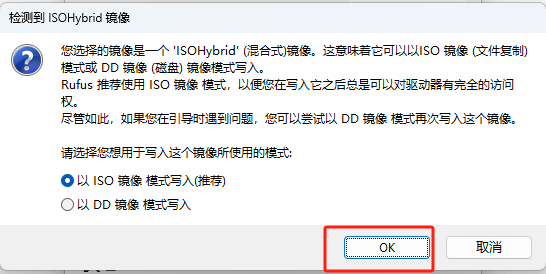 检测到 ISOHybrid 镜像
您选择的镜像是一个 'ISOHybrid' (混合式)镜像。这意味着它可以以ISO 镜像 (文件复制)
模式或 DD 镜像 (磁盘) 镜像模式写入。
Rufus 推荐使用 ISO 镜像 模式，以便您在写入它之后总是可以对驱动器有完全的访问
权。
尽管如此，如果您在引导时遇到问题，您可以尝试以 DD 镜像 模式再次写入这个镜像。
请选择您想用于写入这个镜像所使用的模式:
以 ISO 镜像 模式写入(推荐)
以 DD 镜像 模式写入
OK
取消